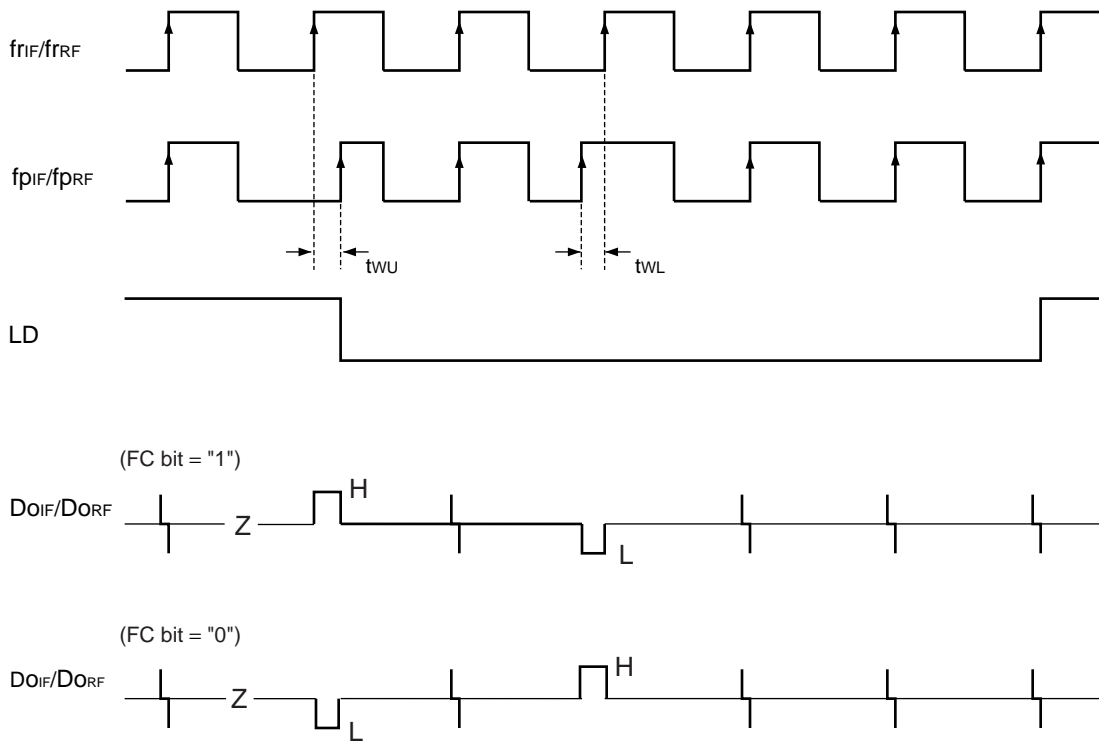 frIF/frRF
fpIF/fpRF
tWU
tWL
LD
(FC bit = "1")
H
DoIF/DoRF
Z
L
(FC bit = "0")
H
DoIF/DoRF
Z
L